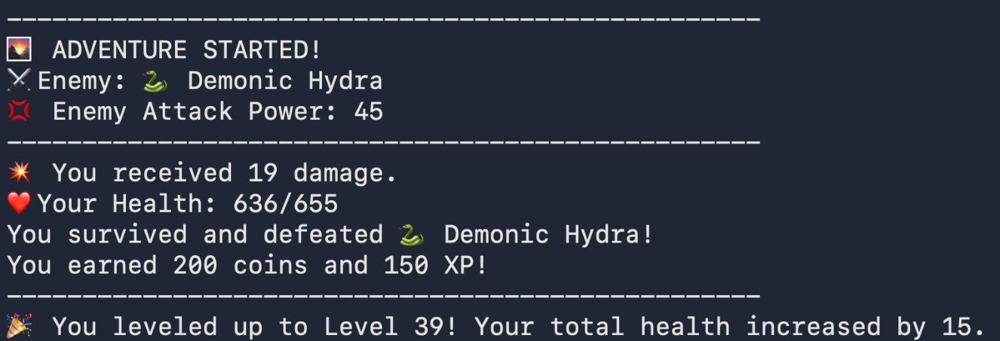 --------------------------------------------------
🌄 ADVENTURE STARTED!
⚔️Enemy: 🐍 Demonic Hydra
💢 Enemy Attack Power: 45
--------------------------------------------------
💥 You received 19 damage.
❤️Your Health: 636/655
You survived and defeated 🐍 Demonic Hydra!
You earned 200 coins and 150 XP!
--------------------------------------------------
🎉 You leveled up to Level 39! Your total health increased by 15.